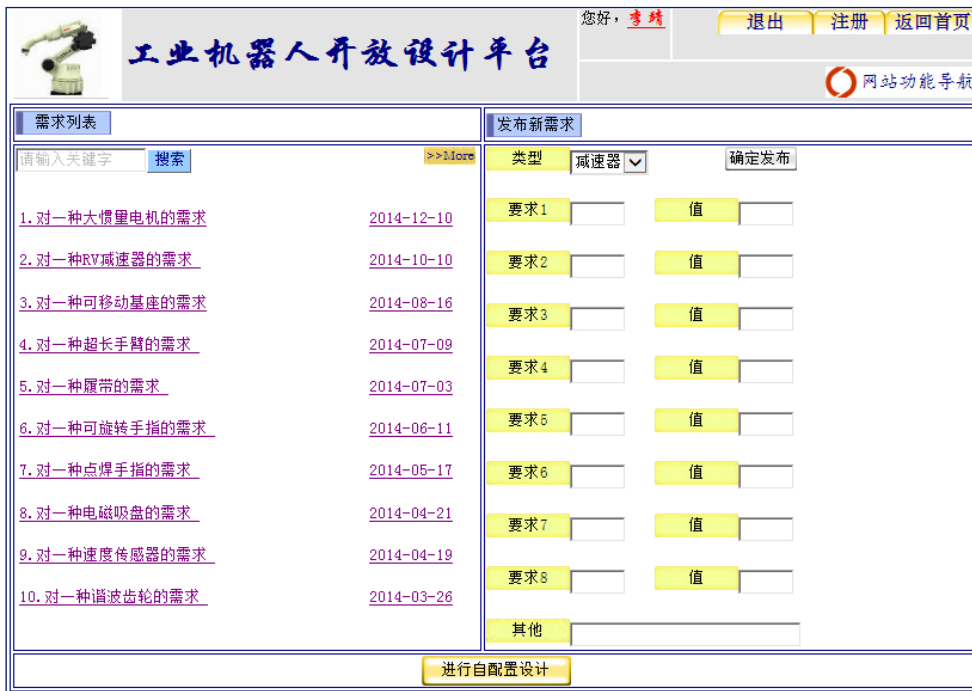 您好，李靖
退出 注册 返回首页
工业机器人开放设计平台
网站功能导航
需求列表
请输入关键字 搜索 >>More
1.对一种大惯量电机的需求 2014-12-10
2.对一种RV减速器的需求 2014-10-10
3.对一种可移动基座的需求 2014-08-16
4.对一种超长手臂的需求 2014-07-09
5.对一种履带的需求 2014-07-03
6.对一种可旋转手指的需求 2014-06-11
7.对一种点焊手指的需求 2014-05-17
8.对一种电磁吸盘的需求 2014-04-21
9.对一种速度传感器的需求 2014-04-19
10.对一种谐波齿轮的需求 2014-03-26
发布新需求
类型 减速器 确定发布
要求1 值
要求2 值
要求3 值
要求4 值
要求5 值
要求6 值
要求7 值
要求8 值
其他
进行自配置设计